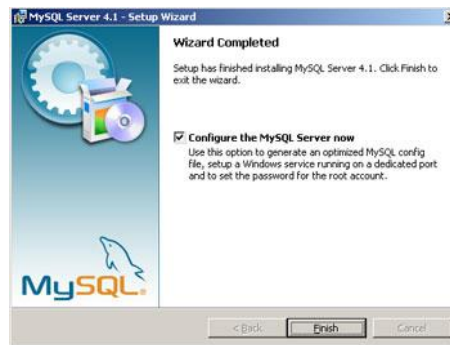 MySQL Server 4.1 - Setup Wizard
Wizard Completed
Setup has finished installing MySQL Server 4.1. Click Finish to
exit the wizard.
Configure the MySQL Server now
Use this option to generate an optimized MySQL config
file, setup a Windows service running on a dedicated port
and to set the password for the root account.
MySQL.
< Back Finish Cancel